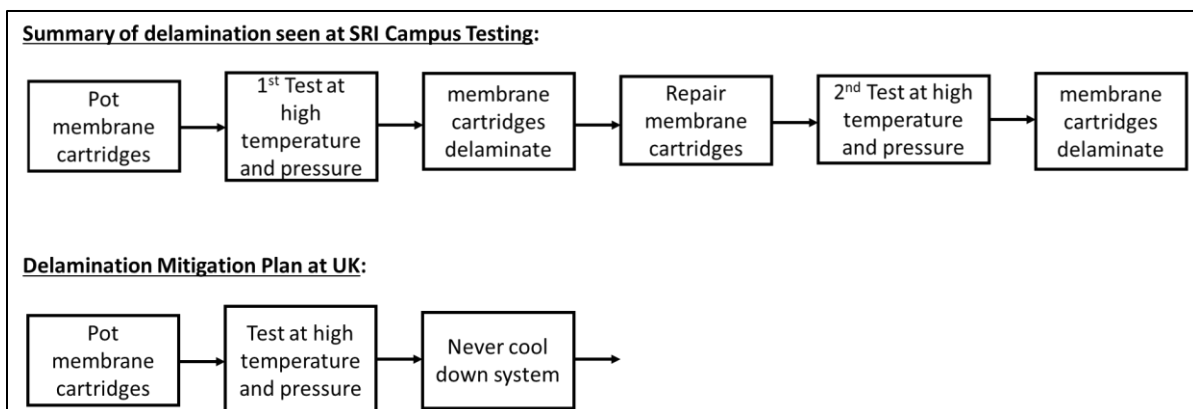 Summary of delamination seen at SRI Campus Testing:
Pot
membrane
cartridges
1st Test at
high
temperature
and pressure
membrane
cartridges
delaminate
Repair
membrane
cartridges
2nd Test at high
temperature
and pressure
membrane
cartridges
delaminate
Delamination Mitigation Plan at UK:
Pot
membrane
cartridges
Test at high
temperature
and pressure
Never cool
down system